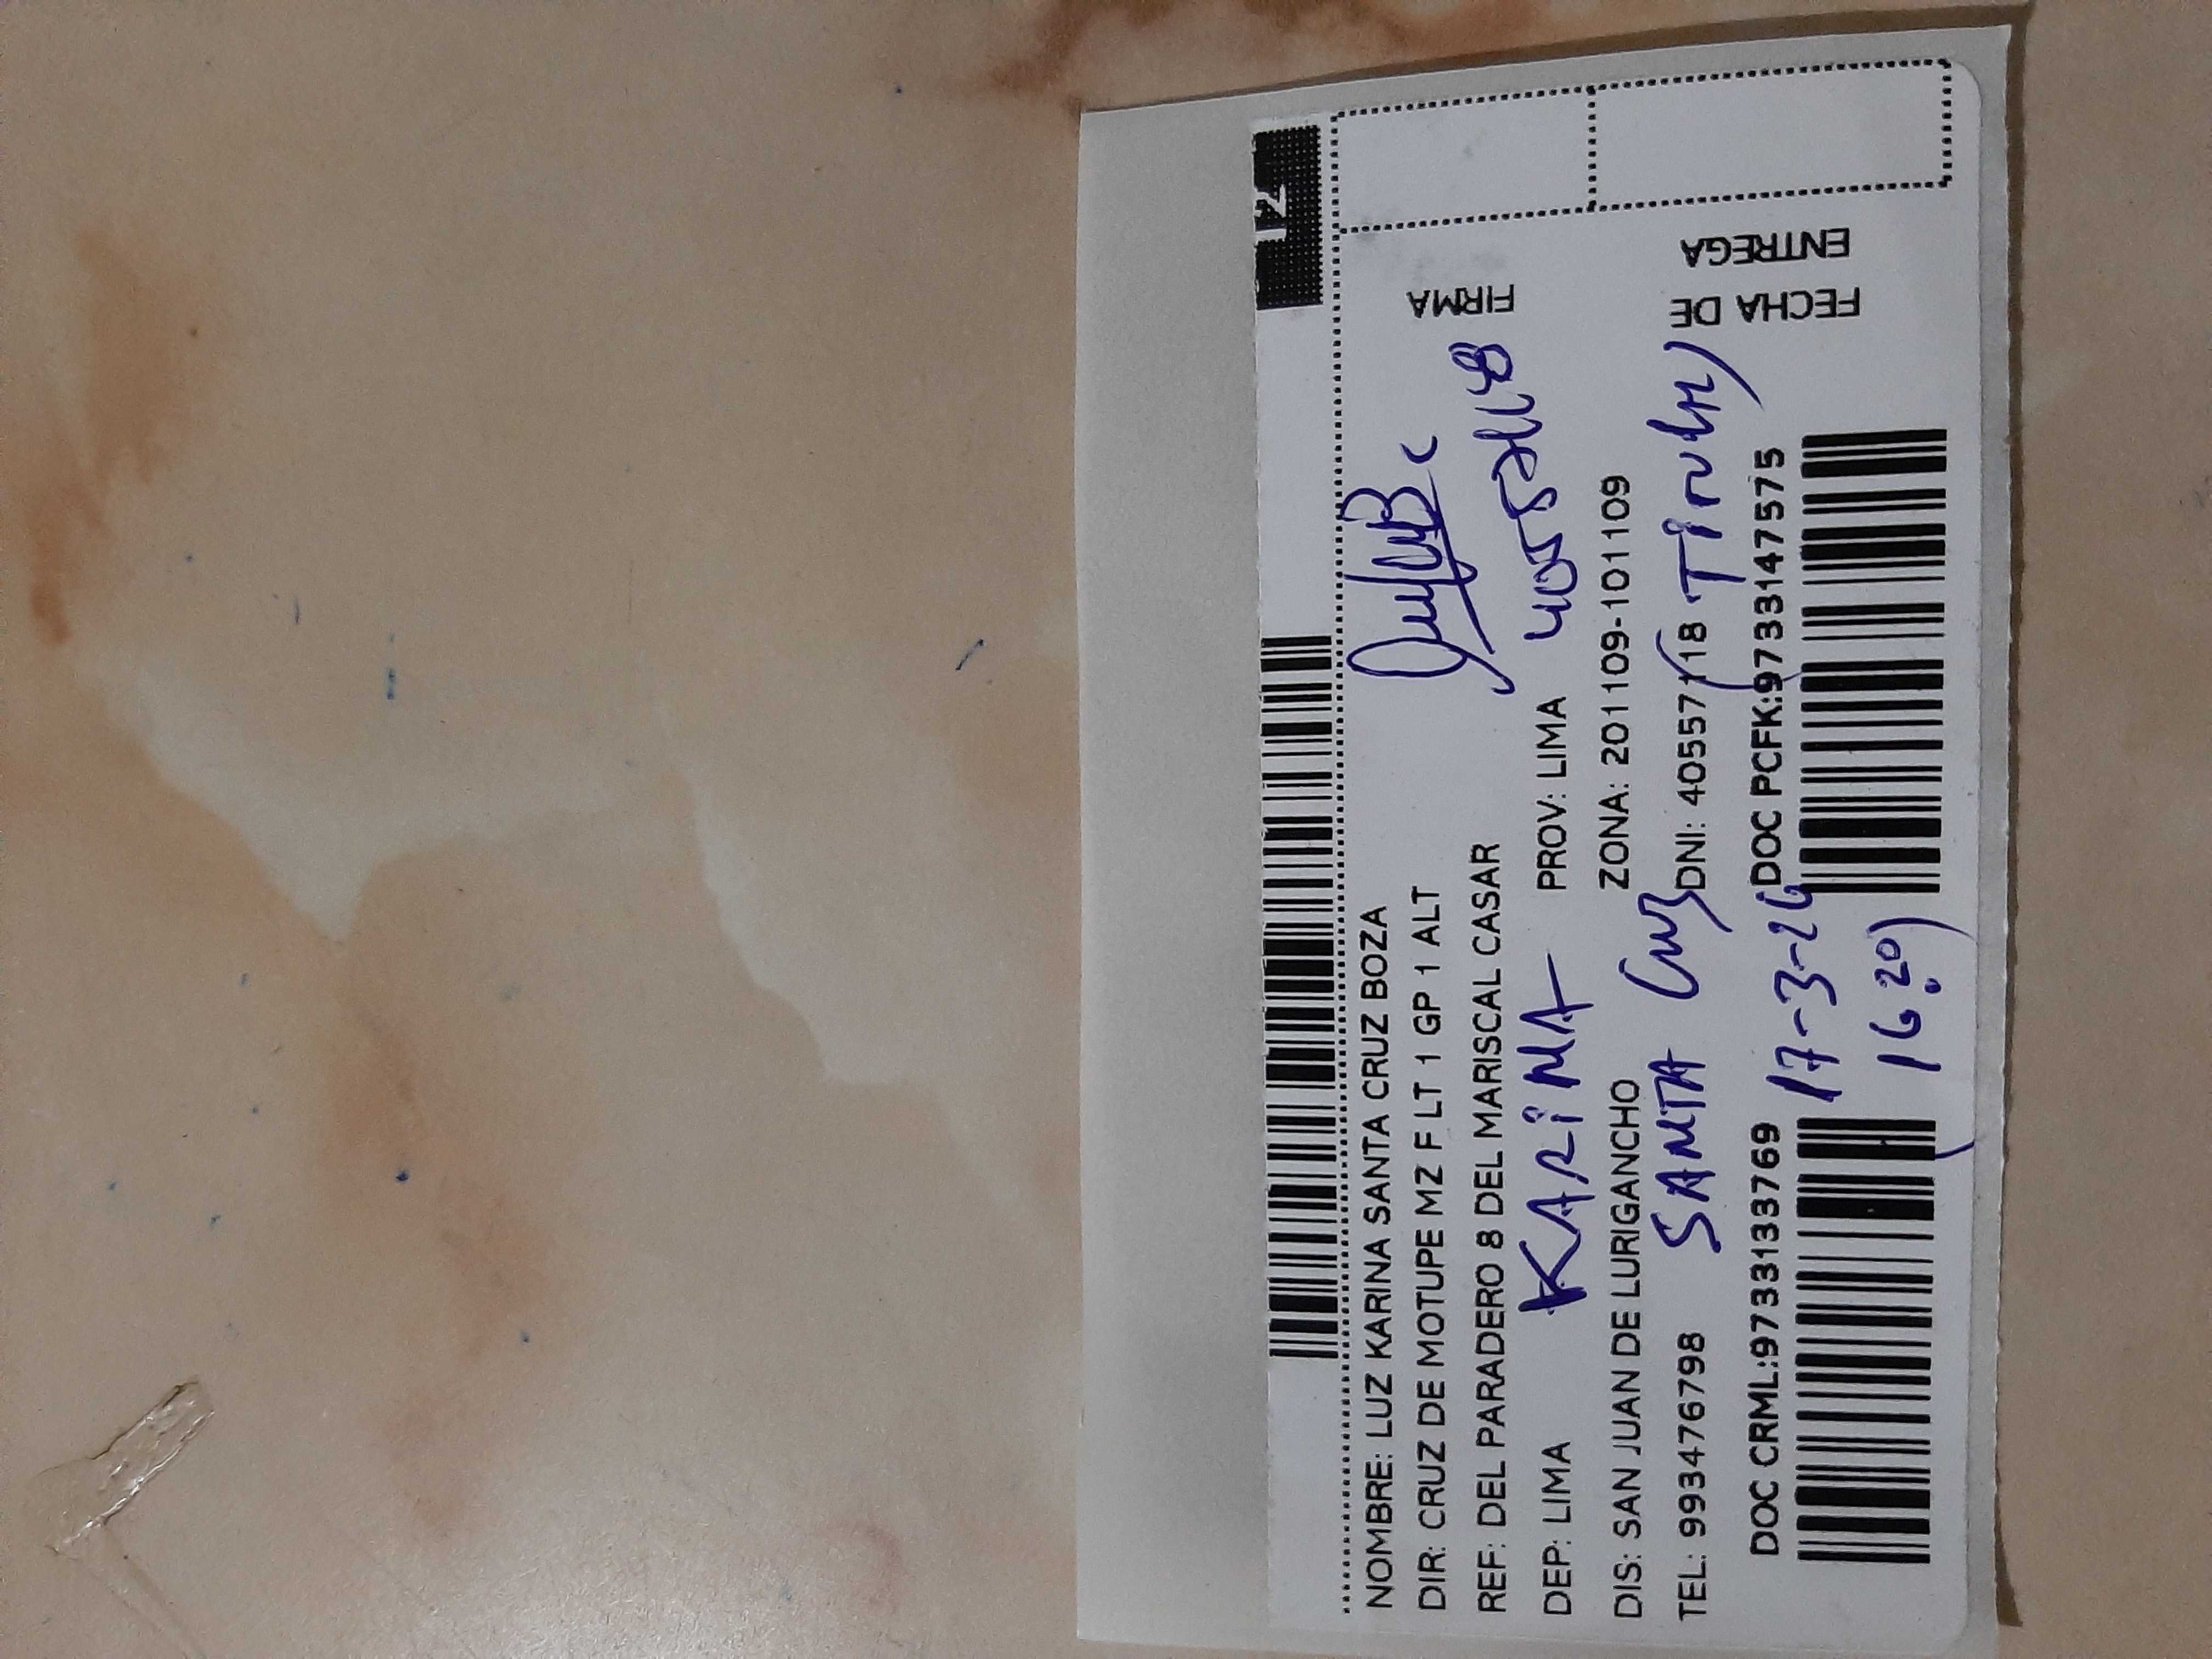 12
NOMBRE: LUZ KARINA SANTA CRUZ BOZA
DIR: CRUZ DE MOTUPE MZ F LT 1 GP 1 ALT
REF: DEL PARADERO 8 DEL MARISCAL CASAR
FIRMA
DEP: LIMA PROV: LIMA
KARINA
DIS: SAN JUAN DE LURIGANCHO ZONA: 201109-101109
SANTA Cruz
TEL: 993476798 DNI: 40557118
(Titular)
FECHA DE
ENTREGA
DOC CRML:9733133769 DOC PCFK:9733147575
17-3-26
16:20